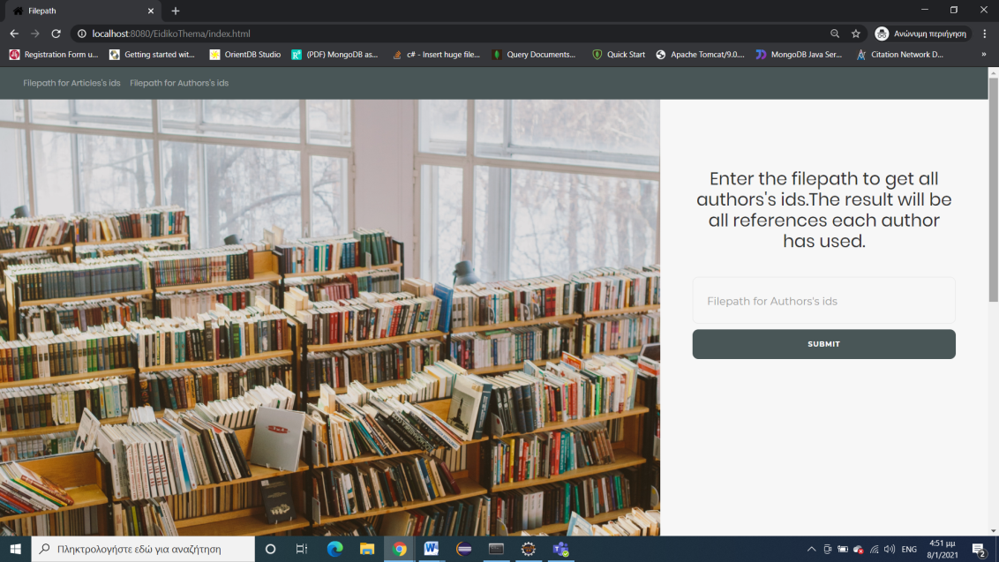 Filepath
localhost:8080/EidikoThema/index.html
Ανώνυμη περιήγηση
Registration Form u...
Getting started wit...
OrientDB Studio
(PDF) MongoDB as...
c# - Insert huge file...
Query Documents...
Quick Start
Apache Tomcat/9.0....
MongoDB Java Ser...
Citation Network D...
»
Filepath for Articles's ids
Filepath for Authors's ids
Enter the filepath to get all
authors's ids.The result will be
all references each author
has used.
Filepath for Authors's ids
SUBMIT
Πληκτρολογήστε εδώ για αναζήτηση
ENG
4:51 μμ
8/1/2021
2